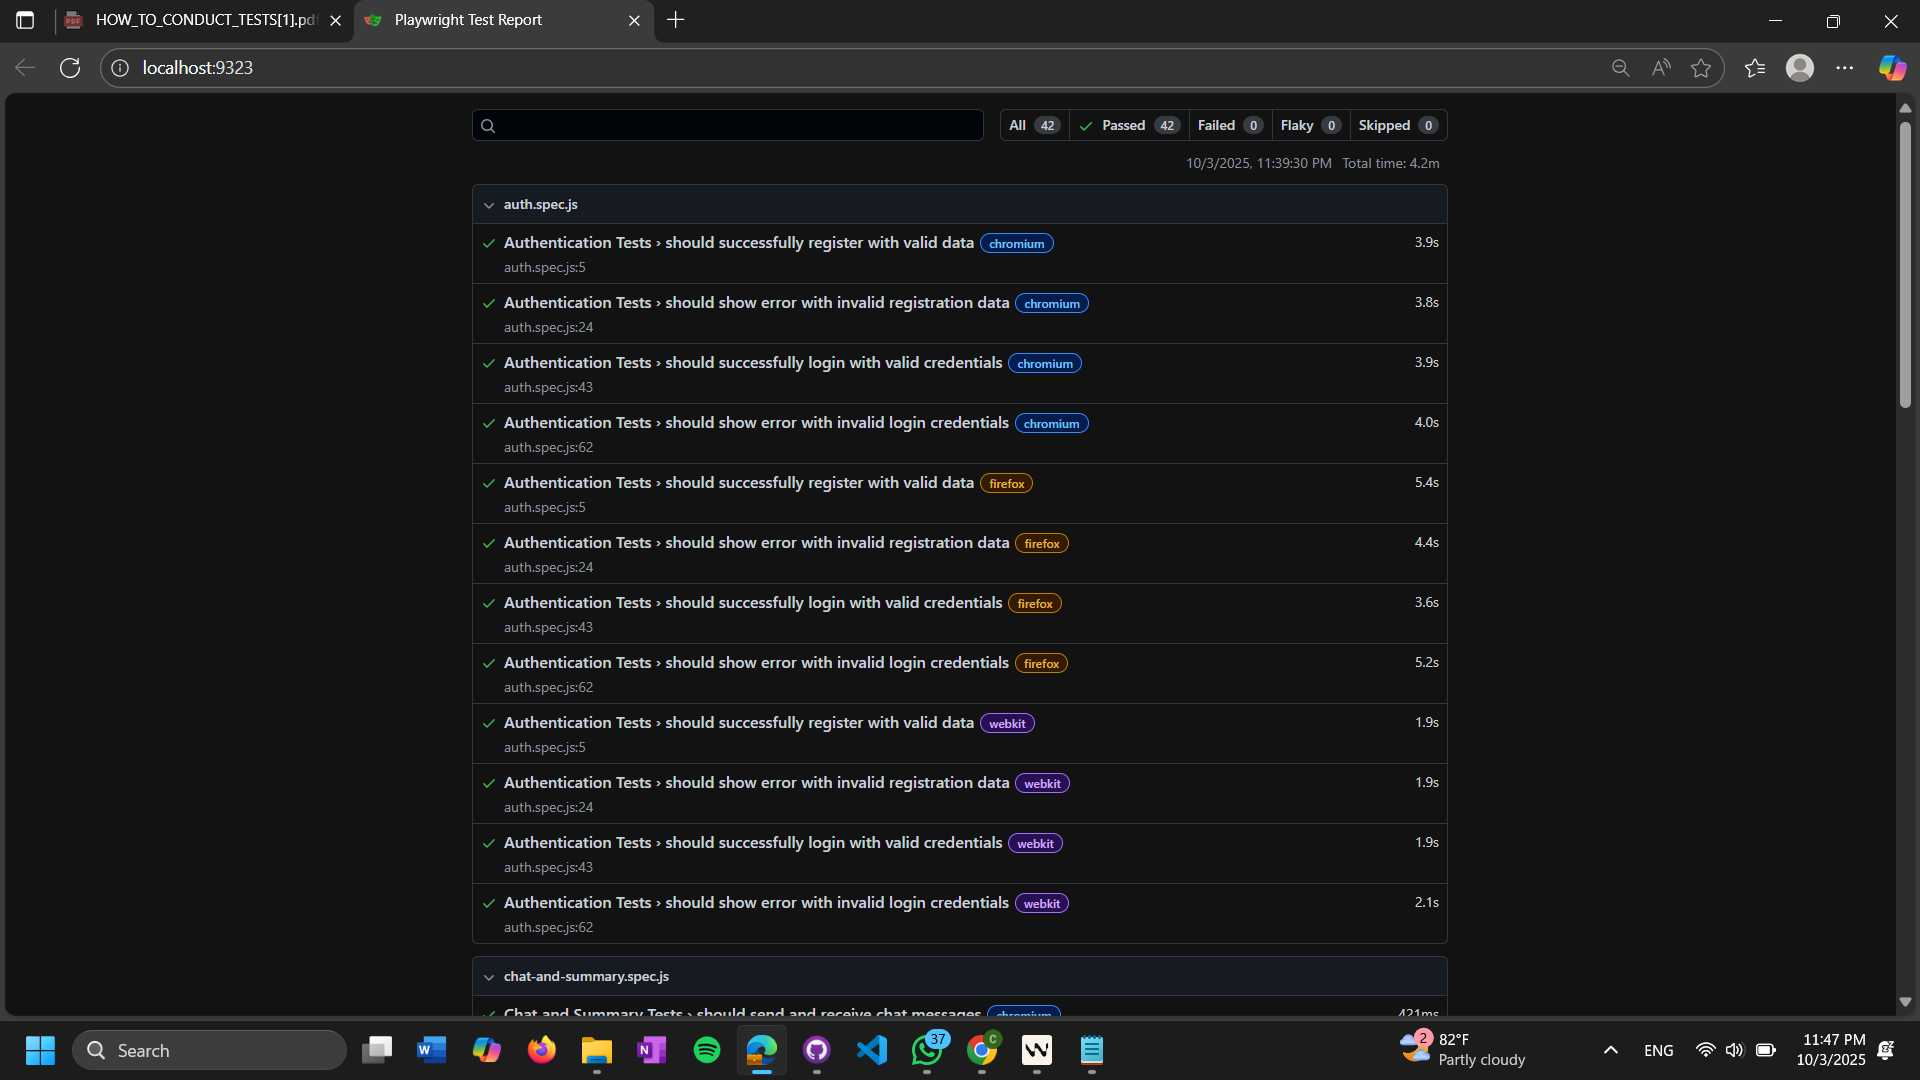 HOW_TO_CONDUCT_TESTS[1].pd
Playwright Test Report
localhost:9323
All 42 Passed 42 Failed 0 Flaky 0 Skipped 0
10/3/2025, 11:39:30 PM Total time: 4.2m
auth.spec.js
Authentication Tests › should successfully register with valid data chromium 3.9s
auth.spec.js:5
Authentication Tests › should show error with invalid registration data chromium 3.8s
auth.spec.js:24
Authentication Tests › should successfully login with valid credentials chromium 3.9s
auth.spec.js:43
Authentication Tests › should show error with invalid login credentials chromium 4.0s
auth.spec.js:62
Authentication Tests › should successfully register with valid data firefox 5.4s
auth.spec.js:5
Authentication Tests › should show error with invalid registration data firefox 4.4s
auth.spec.js:24
Authentication Tests › should successfully login with valid credentials firefox 3.6s
auth.spec.js:43
Authentication Tests › should show error with invalid login credentials firefox 5.2s
auth.spec.js:62
Authentication Tests › should successfully register with valid data webkit 1.9s
auth.spec.js:5
Authentication Tests › should show error with invalid registration data webkit 1.9s
auth.spec.js:24
Authentication Tests › should successfully login with valid credentials webkit 1.9s
auth.spec.js:43
Authentication Tests › should show error with invalid login credentials webkit 2.1s
auth.spec.js:62
chat-and-summary.spec.js
Chat and Summary Tests › should send and receive chat messages chromium 421ms
Search
37
2
82°F
Partly cloudy
ENG
11:47 PM
10/3/2025